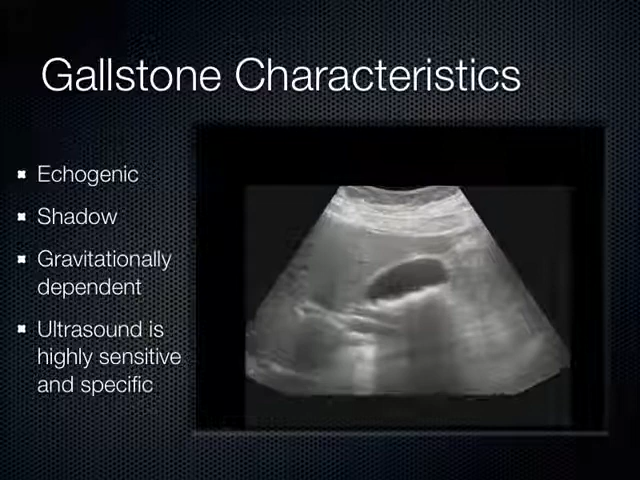 Gallstone Characteristics
Echogenic
Shadow
Gravitationally
dependent
Ultrasound is
highly sensitive
and specific